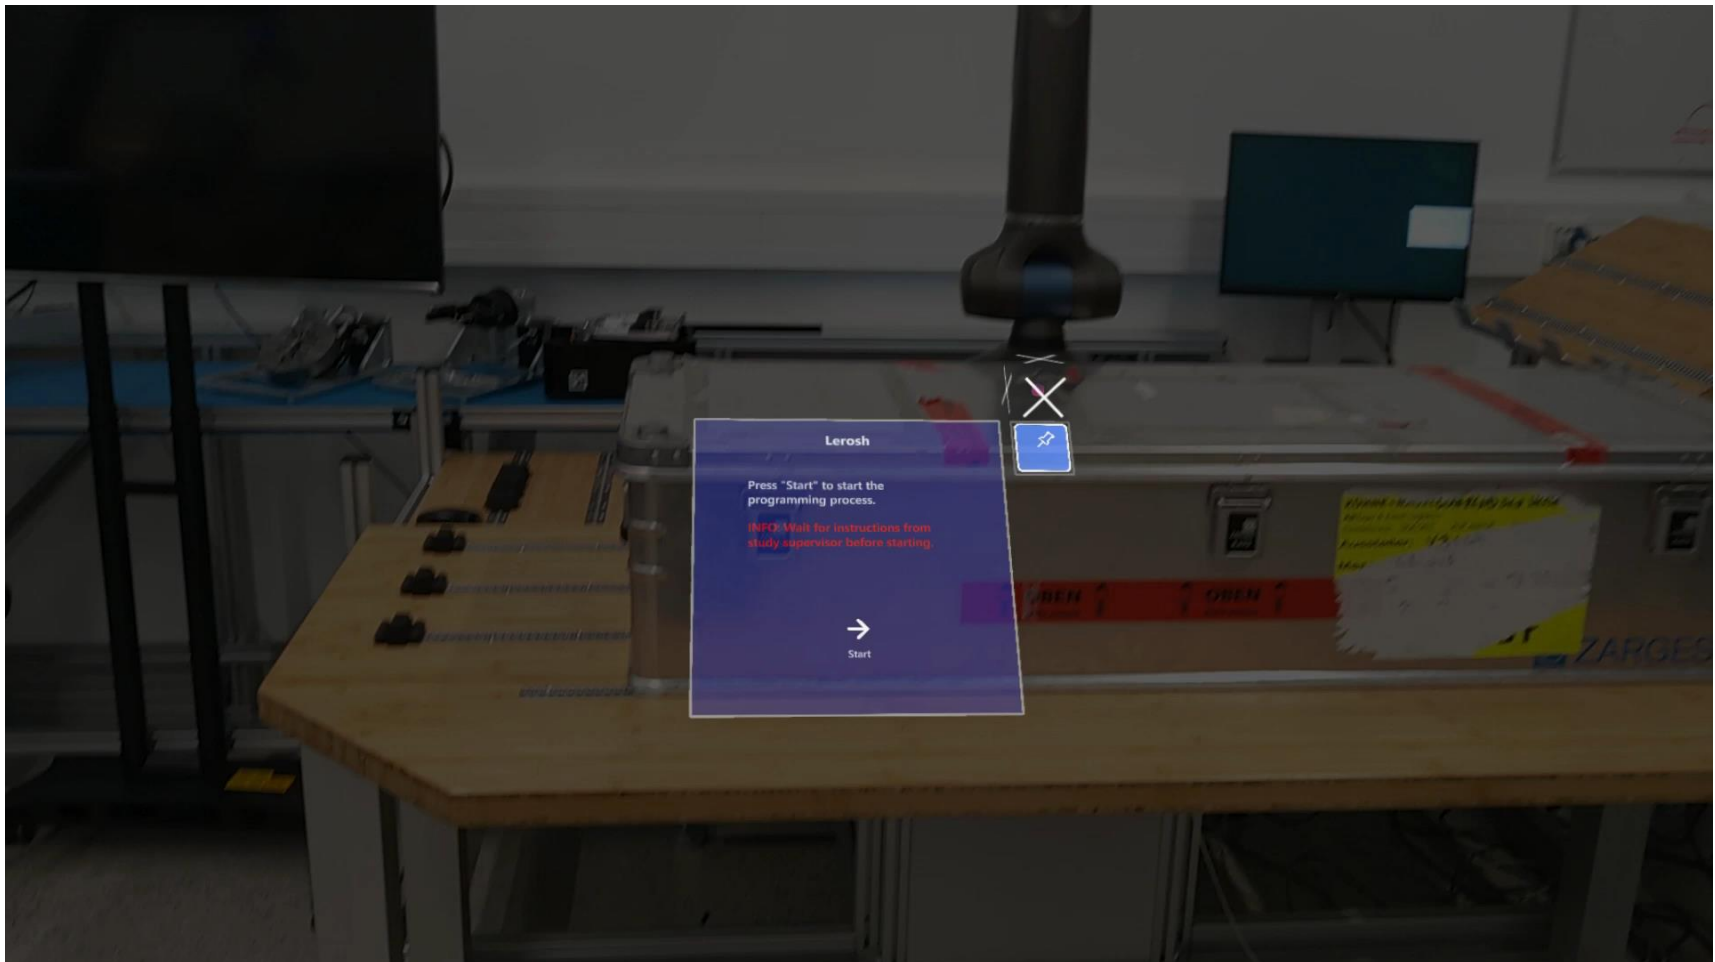 Lerosh
Press "Start" to start the
programming process.
INFO: Wait for instructions from
study supervisor before starting.
Start
OBEN
OBEN
ZARGES